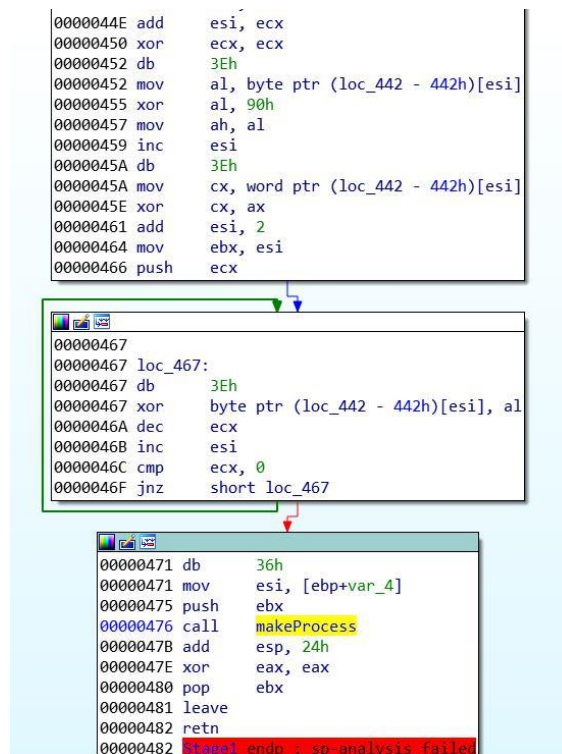 0000044E add esi, ecx
00000450 xor ecx, ecx
00000452 db 3Eh
00000452 mov al, byte ptr (loc_442 - 442h)[esi]
00000455 xor al, 90h
00000457 mov ah, al
00000459 inc esi
0000045A db 3Eh
0000045A mov cx, word ptr (loc_442 - 442h)[esi]
0000045E xor cx, ax
00000461 add esi, 2
00000464 mov ebx, esi
00000466 push ecx
00000467
00000467 loc_467:
00000467 db 3Eh
00000467 xor byte ptr (loc_442 - 442h)[esi], al
0000046A dec ecx
0000046B inc esi
0000046C cmp ecx, 0
0000046F jnz short loc_467
00000471 db 36h
00000471 mov esi, [ebp+var_4]
00000475 push ebx
00000476 call makeProcess
0000047B add esp, 24h
0000047E xor eax, eax
00000480 pop ebx
00000481 leave
00000482 retn
00000482 Stage1 endp ; sp-analysis failed